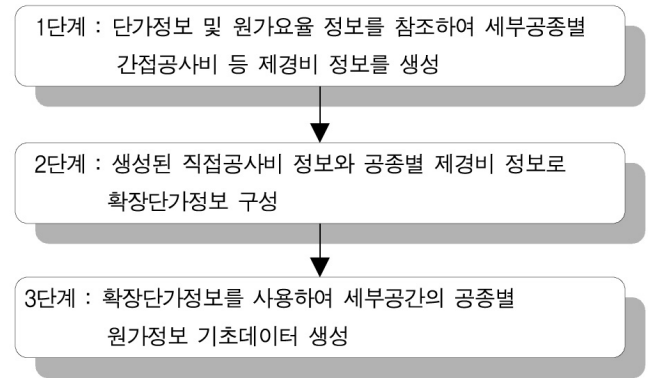 1단계 : 단가정보 및 원가요율 정보를 참조하여 세부공종별
간접공사비 등 제경비 정보를 생성
2단계 : 생성된 직접공사비 정보와 공종별 제경비 정보로
확장단가정보 구성
3단계 : 확장단가정보를 사용하여 세부공간의 공종별
원가정보 기초데이터 생성